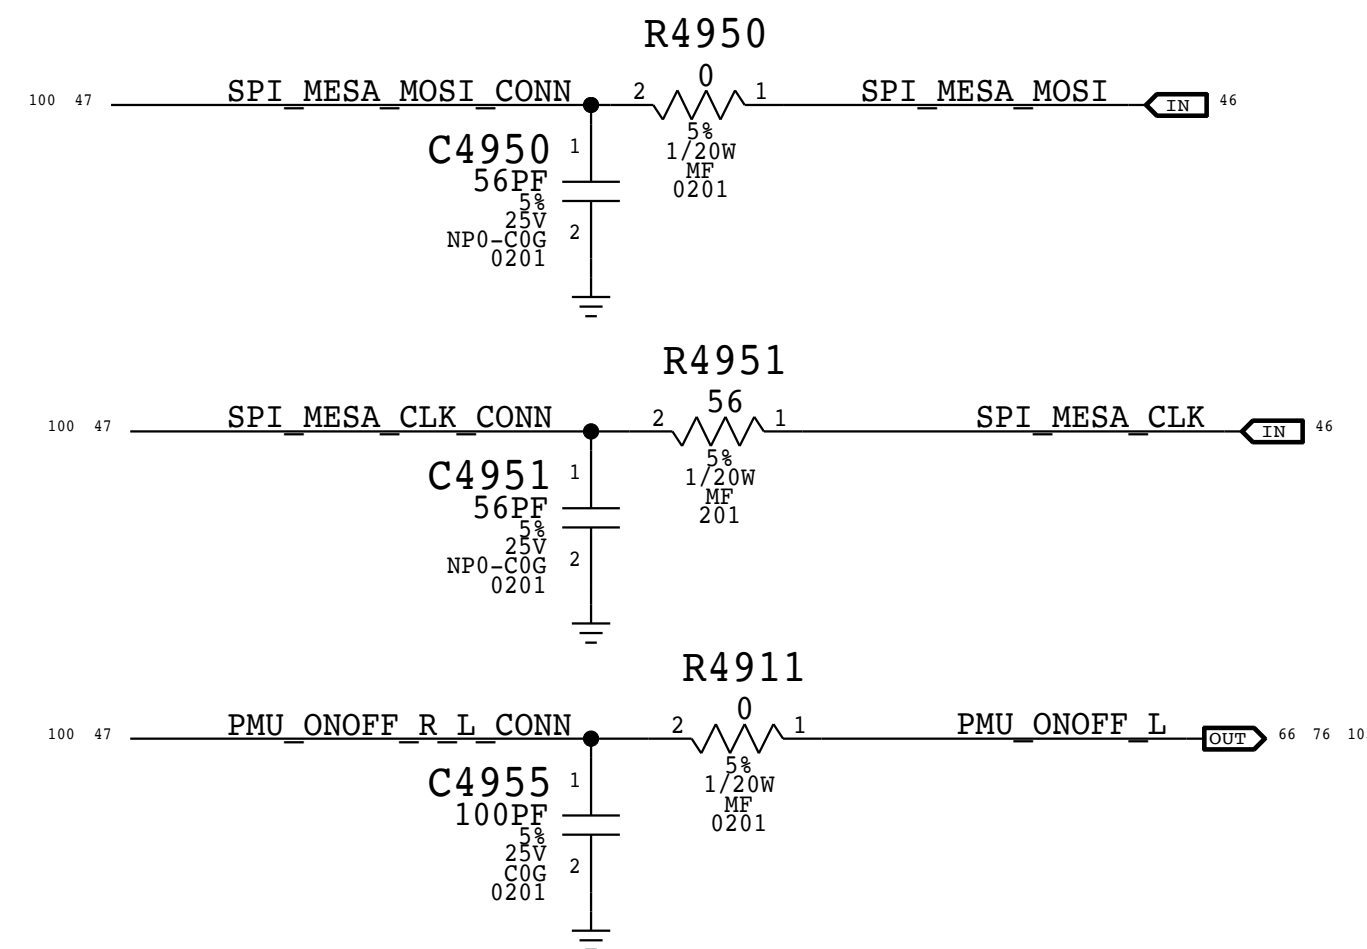 R4950
0
100 47 SPI_MESA_MOSI_CONN 2 1 SPI_MESA_MOSI IN 46
5%
1/20W
MF
0201
C4950 1
56PF
5%
25V
NP0-C0G 2
0201
R4951
56
100 47 SPI_MESA_CLK_CONN 2 1 SPI_MESA_CLK IN 46
5%
1/20W
MF
201
C4951 1
56PF
5%
25V
NP0-C0G 2
0201
R4911
0
100 47 PMU_ONOFF_R_L_CONN 2 1 PMU_ONOFF_L OUT 66 76 10
5%
1/20W
MF
0201
C4955 1
100PF
5%
25V
C0G 2
0201